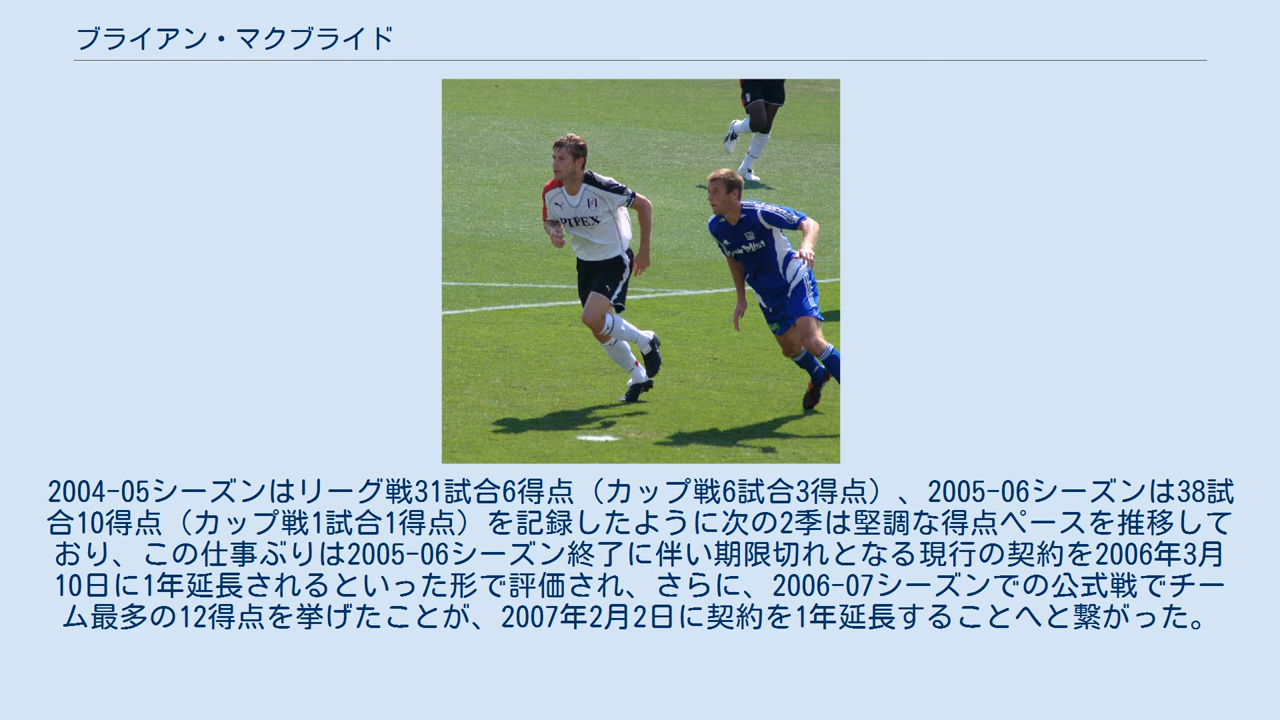 ブライアン・マクブライド
PIPEX
2004-05シーズンはリーグ戦31試合6得点（カップ戦6試合3得点）、2005-06シーズンは38試
合10得点（カップ戦1試合1得点）を記録したように次の2季は堅調な得点ペースを推移して
おり、この仕事ぶりは2005-06シーズン終了に伴い期限切れとなる現行の契約を2006年3月
10日に1年延長されるといった形で評価され、さらに、2006-07シーズンでの公式戦でチー
ム最多の12得点を挙げたことが、2007年2月2日に契約を1年延長することへと繋がった。